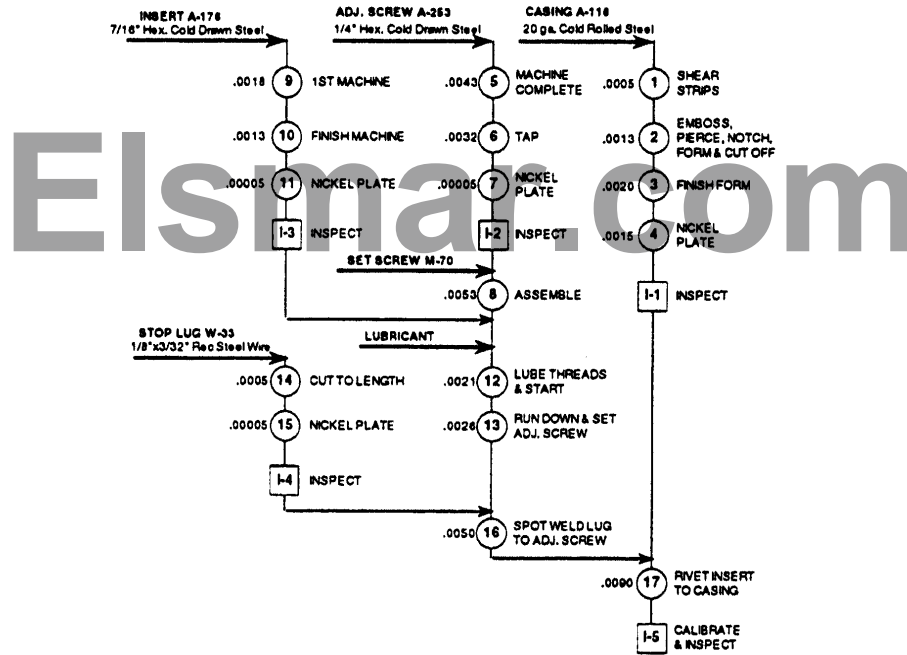 INSERT A-176
7/16" Hex. Cold Drawn Steel
ADJ. SCREW A-253
1/4" Hex. Cold Drawn Steel
CASING A-116
20 ga. Cold Rolled Steel
.0018 9 1ST MACHINE
.0043 5 MACHINE
COMPLETE
.0005 1 SHEAR
STRIPS
.0013 10 FINISH MACHINE
.0032 6 TAP
.0013 2 EMBOSS,
PIERCE, NOTCH,
FORM & CUT OFF
Elsmar.com
.00005 11 NICKEL PLATE
.00005 7 NICKEL
PLATE
.0020 3 FINISH FORM
I-3 INSPECT
I-2 INSPECT
.0015 4 NICKEL
PLATE
SET SCREW M-70
.0053 8 ASSEMBLE
I-1 INSPECT
STOP LUG W-33
1/8"x3/32" Rec Steel Wire
LUBRICANT
.0005 14 CUT TO LENGTH
.0021 12 LUBE THREADS
& START
.00005 15 NICKEL PLATE
.0026 13 RUN DOWN & SET
ADJ. SCREW
I-4 INSPECT
.0050 16 SPOT WELD LUG
TO ADJ. SCREW
.0090 17 RIVET INSERT
TO CASING
I-5 CALIBRATE
& INSPECT